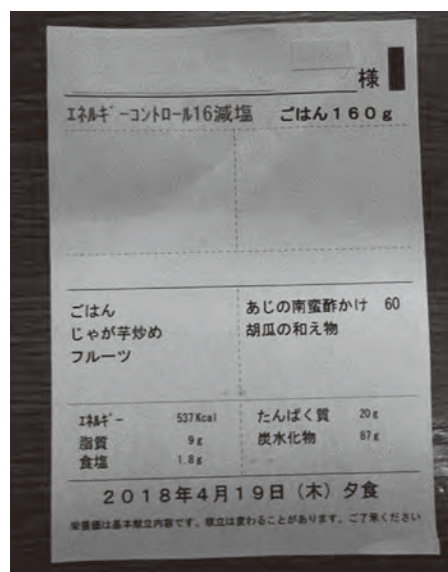 様
エネルギーコントロール16減塩 ごはん160g
ごはん
じゃが芋炒め
フルーツ
あじの南蛮酢かけ 60
胡瓜の和え物
エネルギー 537Kcal たんぱく質 20g
脂質 9g 炭水化物 87g
食塩 1.8g
2018年4月19日(木)夕食
栄養価は基本献立内容です。献立は変わることがあります。ご了承ください